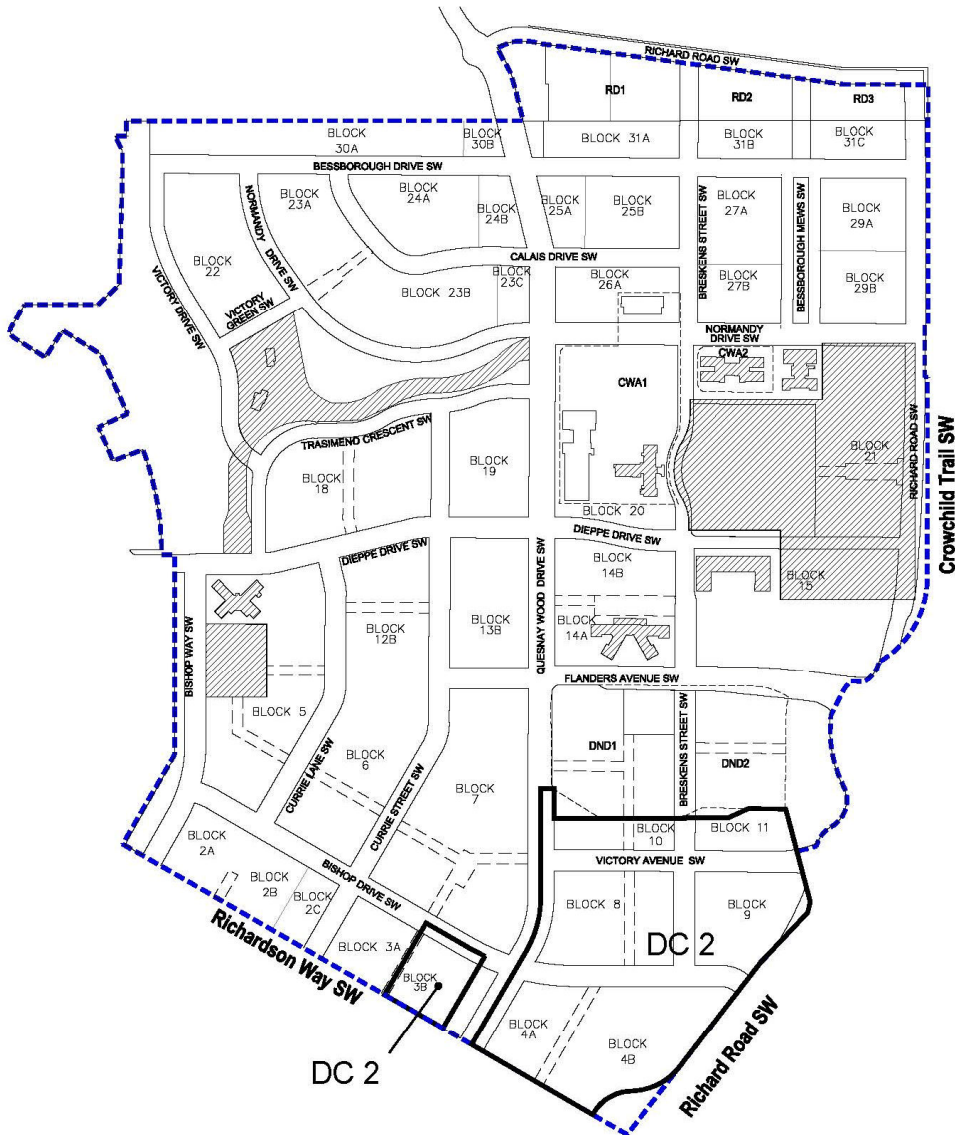 RICHARD ROAD SW
RD1
RD2
RD3
BLOCK
30A
BLOCK
30B
BLOCK 31A
BLOCK
31B
BLOCK
31C
BESSBOROUGH DRIVE SW
BLOCK
22
NORMANDY DRIVE SW
BLOCK
23A
BLOCK
24A
BLOCK
24B
BLOCK
25A
BLOCK
25B
BRESKENS STREET SW
BLOCK
27A
BESSBOROUGH MEWS SW
BLOCK
29A
VICTORY DRIVE SW
VICTORY
GREEN SW
CALAIS DRIVE SW
BLOCK 23B
BLOCK
23C
BLOCK
26A
BLOCK
27B
BLOCK
29B
NORMANDY
DRIVE SW
CWA2
CWA1
TRASIMENO CRESCENT SW
BLOCK
18
BLOCK
19
BLOCK
21
RICHARD ROAD SW
Crowchild Trail SW
BLOCK 20
DIEPPE DRIVE SW
DIEPPE DRIVE SW
BLOCK
14B
BLOCK
15
BISHOP WAY SW
BLOCK
12B
BLOCK
13B
QUESNAY WOOD DRIVE SW
BLOCK
14A
FLANDERS AVENUE SW
BLOCK 5
BLOCK
6
CURRIE LANE SW
CURRIE STREET SW
BLOCK
7
DND1
BRESKENS STREET SW
DND2
BLOCK
10
BLOCK 11
VICTORY AVENUE SW
BLOCK
2A
BLOCK
2B
BLOCK
2C
BISHOP DRIVE SW
BLOCK 3A
BLOCK
3B
BLOCK 8
BLOCK
9
DC 2
Richardson Way SW
DC 2
BLOCK
4A
BLOCK
4B
Richard Road SW